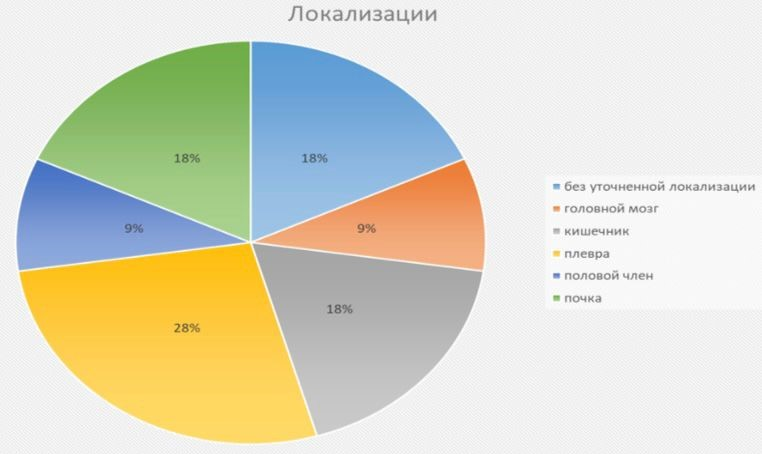 Локализации
18%
18%
9%
9%
18%
28%
без уточненной локализации
головной мозг
кишечник
плевра
половой член
почка